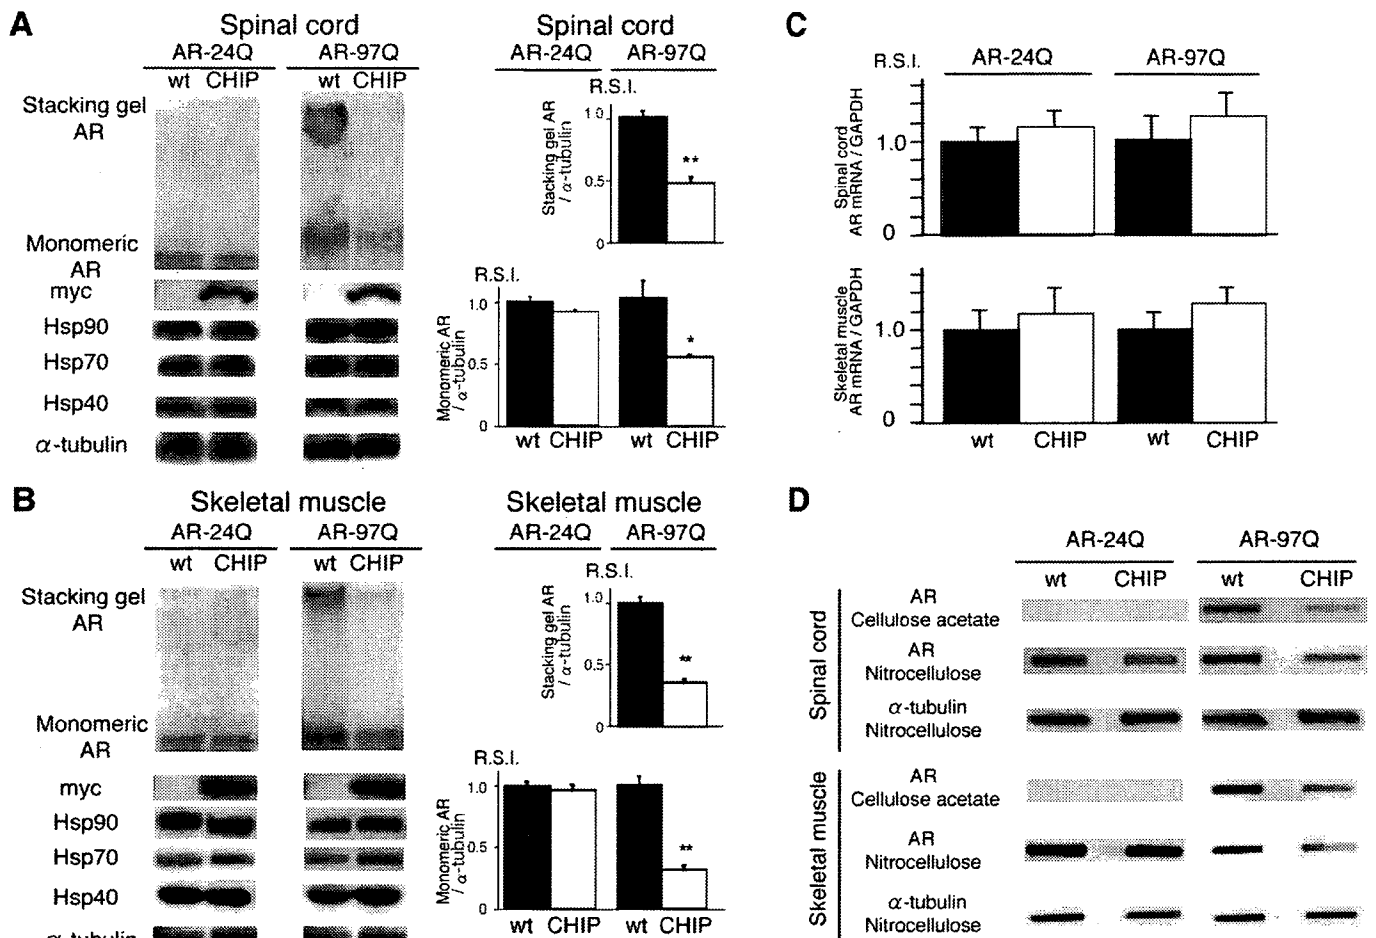 A
Spinal cord
AR-24Q AR-97Q
wt CHIP wt CHIP
Stacking gel
AR
Monomeric
AR
myc
Hsp90
Hsp70
Hsp40
α-tubulin
Spinal cord
AR-24Q AR-97Q
R.S.I.
Stacking gel AR
/ α-tubulin
1.0
**
0.5
0
R.S.I.
Monomeric AR
/ α-tubulin
1.0
*
0.5
0
wt CHIP wt CHIP
B
Skeletal muscle
AR-24Q AR-97Q
wt CHIP wt CHIP
Stacking gel
AR
Monomeric
AR
myc
Hsp90
Hsp70
Hsp40
α-tubulin
Skeletal muscle
AR-24Q AR-97Q
R.S.I.
Stacking gel AR
/ α-tubulin
1.0
**
0.5
0
R.S.I.
Monomeric AR
/ α-tubulin
1.0
**
0.5
0
wt CHIP wt CHIP
C
R.S.I. AR-24Q AR-97Q
Spinal cord
AR mRNA / GAPDH
1.0
0
Skeletal muscle
AR mRNA / GAPDH
1.0
0
wt CHIP wt CHIP
D
AR-24Q AR-97Q
wt CHIP wt CHIP
Spinal cord
AR
Cellulose acetate
AR
Nitrocellulose
α-tubulin
Nitrocellulose
Skeletal muscle
AR
Cellulose acetate
AR
Nitrocellulose
α-tubulin
Nitrocellulose